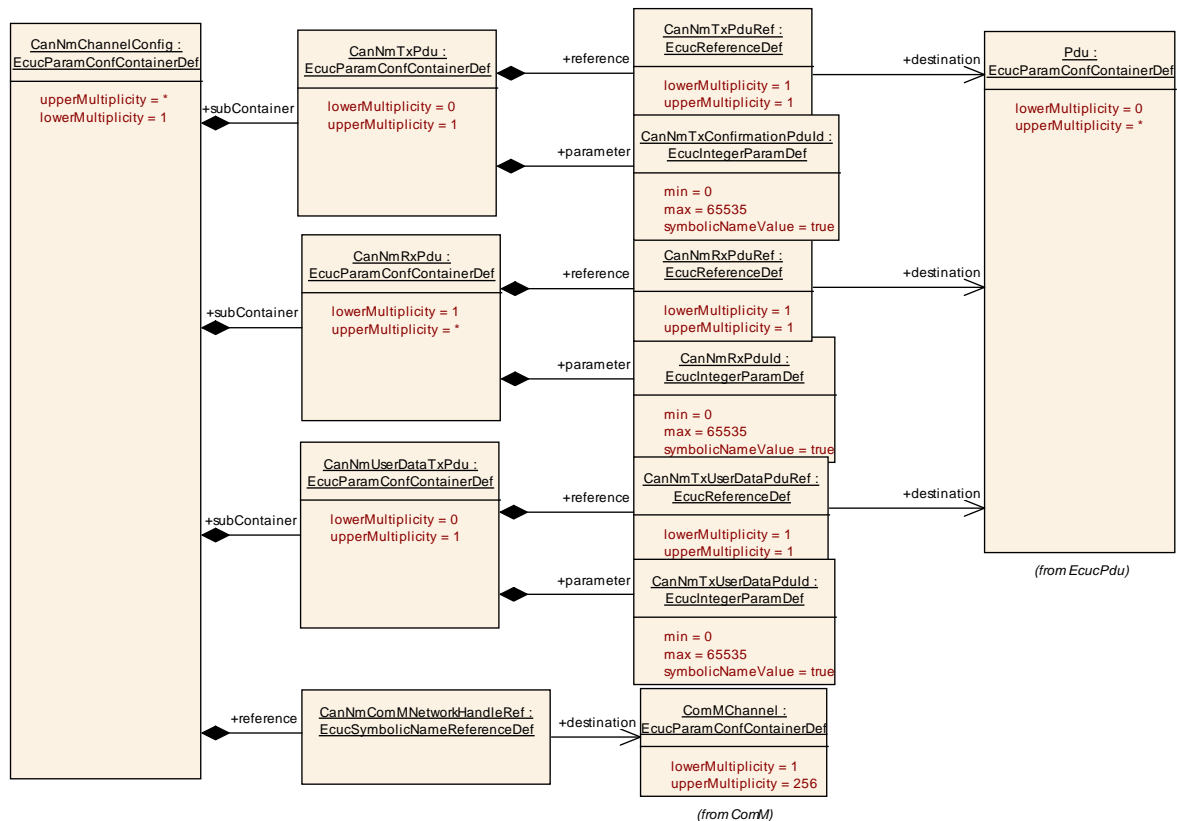 CanNmChannelConfig :
EcucParamConfContainerDef
upperMultiplicity = *
lowerMultiplicity = 1
+subContainer
CanNmTxPdu :
EcucParamConfContainerDef
lowerMultiplicity = 0
upperMultiplicity = 1
+reference
CanNmTxPduRef :
EcucReferenceDef
lowerMultiplicity = 1
upperMultiplicity = 1
+destination
Pdu :
EcucParamConfContainerDef
lowerMultiplicity = 0
upperMultiplicity = *
(from EcucPdu)
+parameter
CanNmTxConfirmationPduId :
EcucIntegerParamDef
min = 0
max = 65535
symbolicNameValue = true
+subContainer
CanNmRxPdu :
EcucParamConfContainerDef
lowerMultiplicity = 1
upperMultiplicity = *
+reference
CanNmRxPduRef :
EcucReferenceDef
lowerMultiplicity = 1
upperMultiplicity = 1
+destination
+parameter
CanNmRxPduId :
EcucIntegerParamDef
min = 0
max = 65535
symbolicNameValue = true
+subContainer
CanNmUserDataTxPdu :
EcucParamConfContainerDef
lowerMultiplicity = 0
upperMultiplicity = 1
+reference
CanNmTxUserDataPduRef :
EcucReferenceDef
lowerMultiplicity = 1
upperMultiplicity = 1
+destination
+parameter
CanNmTxUserDataPduId :
EcucIntegerParamDef
min = 0
max = 65535
symbolicNameValue = true
+reference
CanNmComMNetworkHandleRef :
EcucSymbolicNameReferenceDef
+destination
ComMChannel :
EcucParamConfContainerDef
lowerMultiplicity = 1
upperMultiplicity = 256
(from ComM)